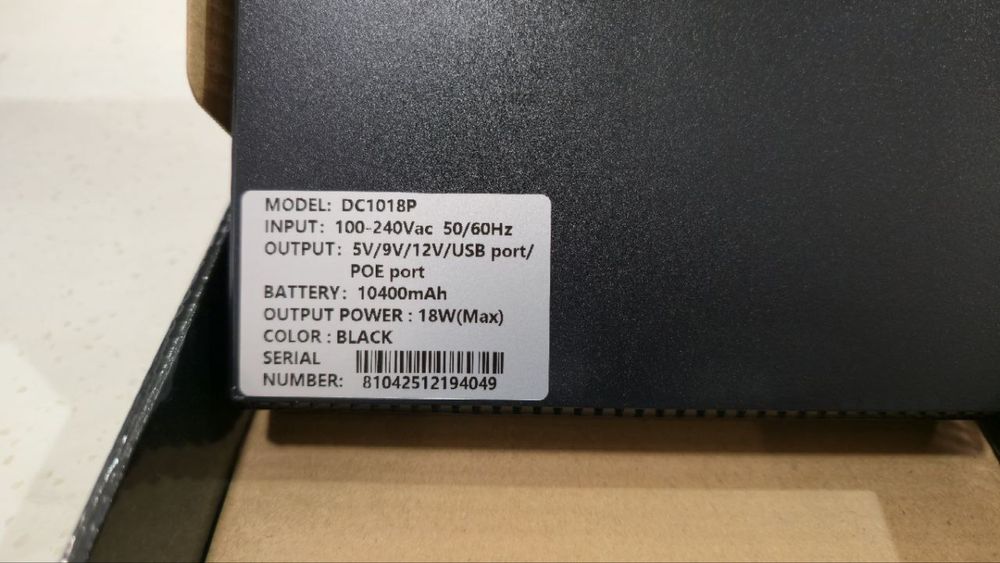 MODEL: DC1018P
INPUT: 100-240Vac 50/60Hz
OUTPUT: 5V/9V/12V/USB port/
POE port
BATTERY: 10400mAh
OUTPUT POWER : 18W(Max)
COLOR : BLACK
SERIAL
NUMBER: 81042512194049